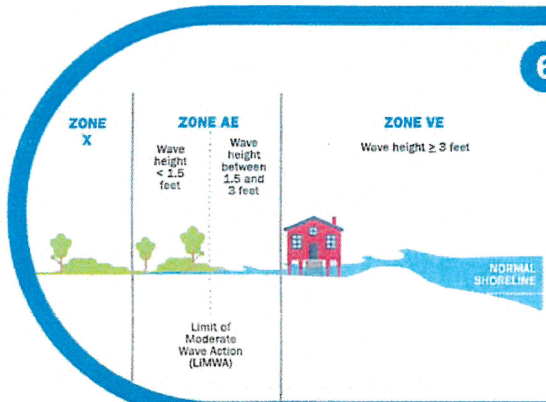 6
ZONE
X
ZONE AE
Wave
height
< 1.5
feet
Wave
height
between
1.5 and
3 feet
ZONE VE
Wave height ≥ 3 feet
NORMAL
SHORELINE
Limit of
Moderate
Wave Action
(LiMWA)